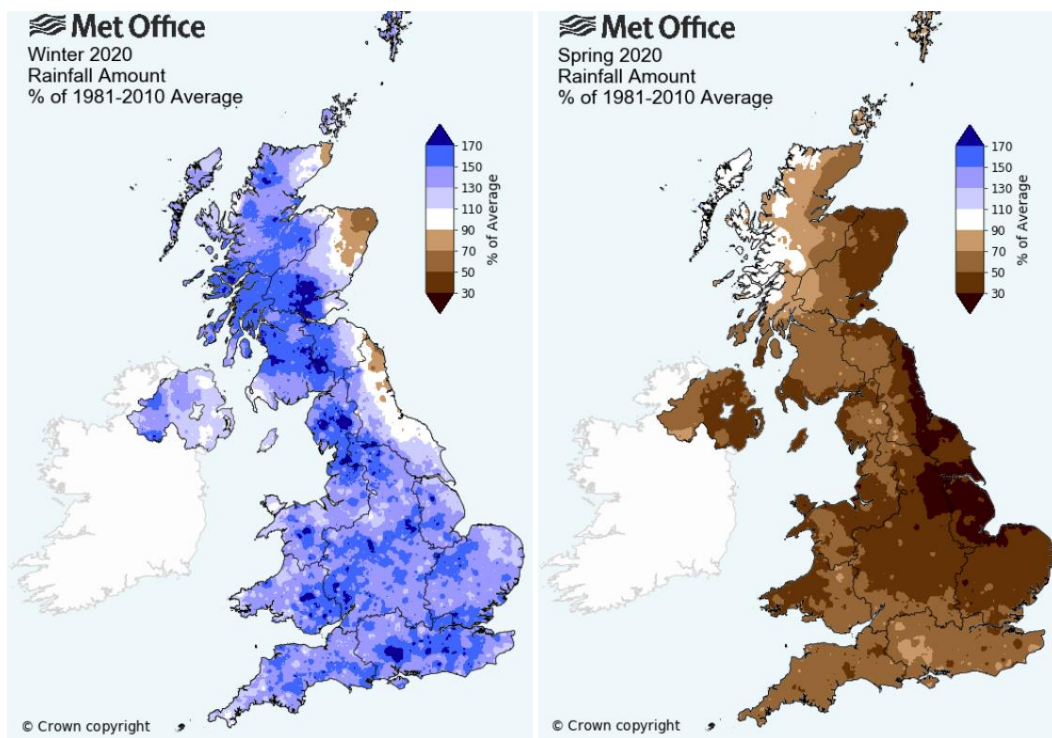 Met Office
Winter 2020
Rainfall Amount
% of 1981-2010 Average
170
150
130
110
90
70
50
30
% of Average
© Crown copyright
Met Office
Spring 2020
Rainfall Amount
% of 1981-2010 Average
170
150
130
110
90
70
50
30
% of Average
© Crown copyright